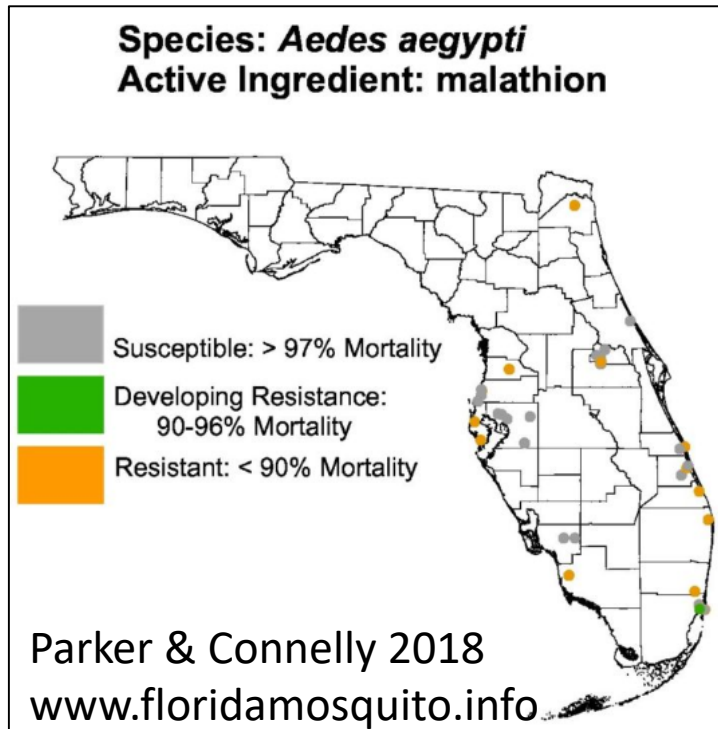 Species: Aedes aegypti
Active Ingredient: malathion
Susceptible: > 97% Mortality
Developing Resistance:
90-96% Mortality
Resistant: < 90% Mortality
Parker & Connelly 2018
www.floridamosquito.info